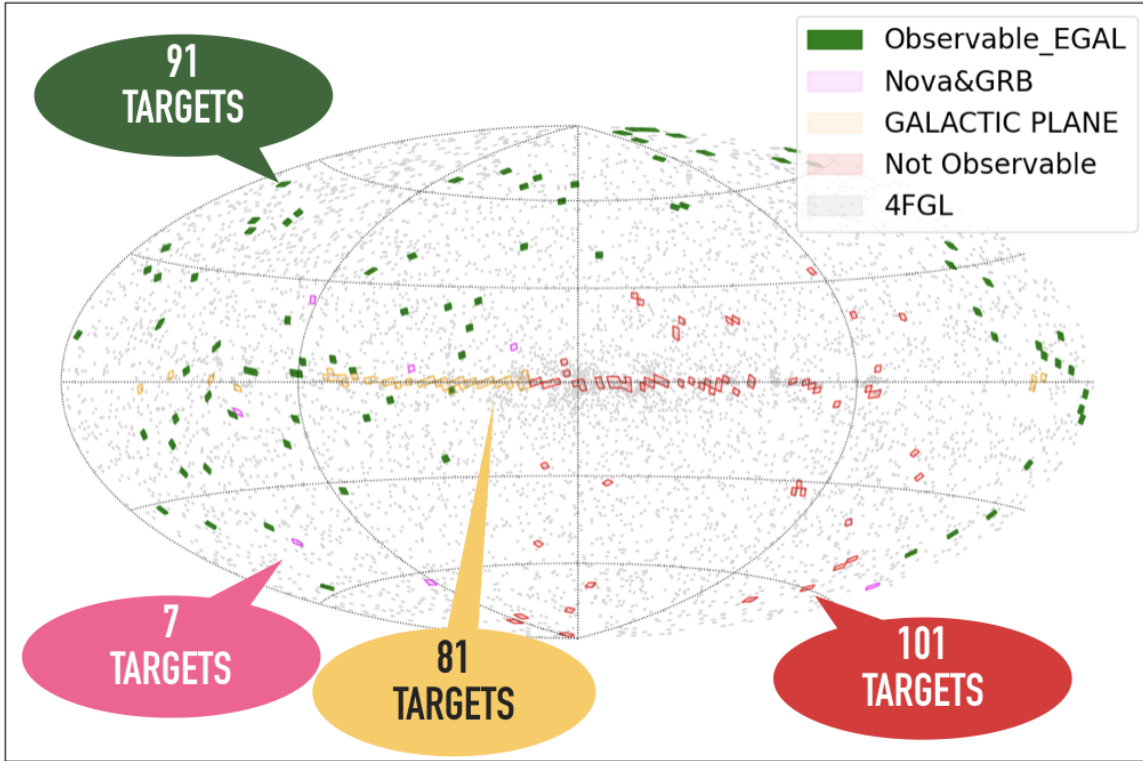 91
TARGETS
Observable_EGAL
Nova&GRB
GALACTIC PLANE
Not Observable
4FGL
7
TARGETS
81
TARGETS
101
TARGETS